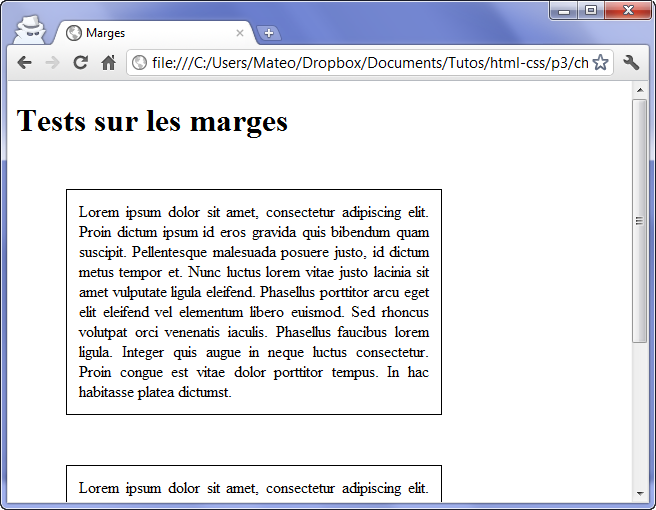 Marges
file:///C:/Users/Mateo/Dropbox/Documents/Tutos/html-css/p3/ch
Tests sur les marges
Lorem ipsum dolor sit amet, consectetur adipiscing elit.
Proin dictum ipsum id eros gravida quis bibendum quam
suscipit. Pellentesque malesuada posuere justo, id dictum
metus tempor et. Nunc luctus lorem vitae justo lacinia sit
amet vulputate ligula eleifend. Phasellus porttitor arcu eget
elit eleifend vel elementum libero euismod. Sed rhoncus
volutpat orci venenatis iaculis. Phasellus faucibus lorem
ligula. Integer quis augue in neque luctus consectetur.
Proin congue est vitae dolor porttitor tempus. In hac
habitasse platea dictumst.
Lorem ipsum dolor sit amet, consectetur adipiscing elit.